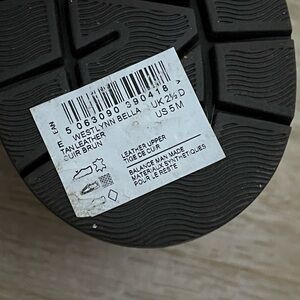 EAN
5 063090 390418 >
WESTLYNN BELLA UK 2½ D
TAN LEATHER US 5 M
CUIR BRUN
LEATHER UPPER
TIGE DE CUIR
BALANCE MAN MADE
MATERIAUX SYNTHETIQUES
POUR LE RESTE